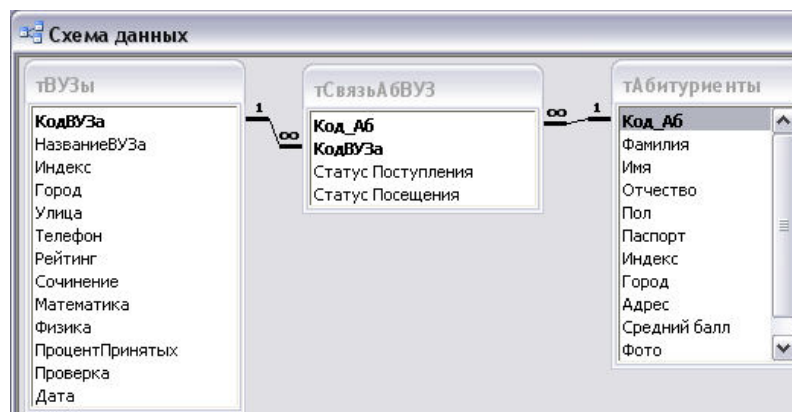 Схема данных
тВУЗы
КодВУЗа
НазваниеВУЗа
Индекс
Город
Улица
Телефон
Рейтинг
Сочинение
Математика
Физика
ПроцентПринятых
Проверка
Дата
1
∞
тСвязьАбВУЗ
Код_Аб
КодВУЗа
Статус Поступления
Статус Посещения
∞
1
тАбитуриенты
Код_Аб
Фамилия
Имя
Отчество
Пол
Паспорт
Индекс
Город
Адрес
Средний балл
Фото